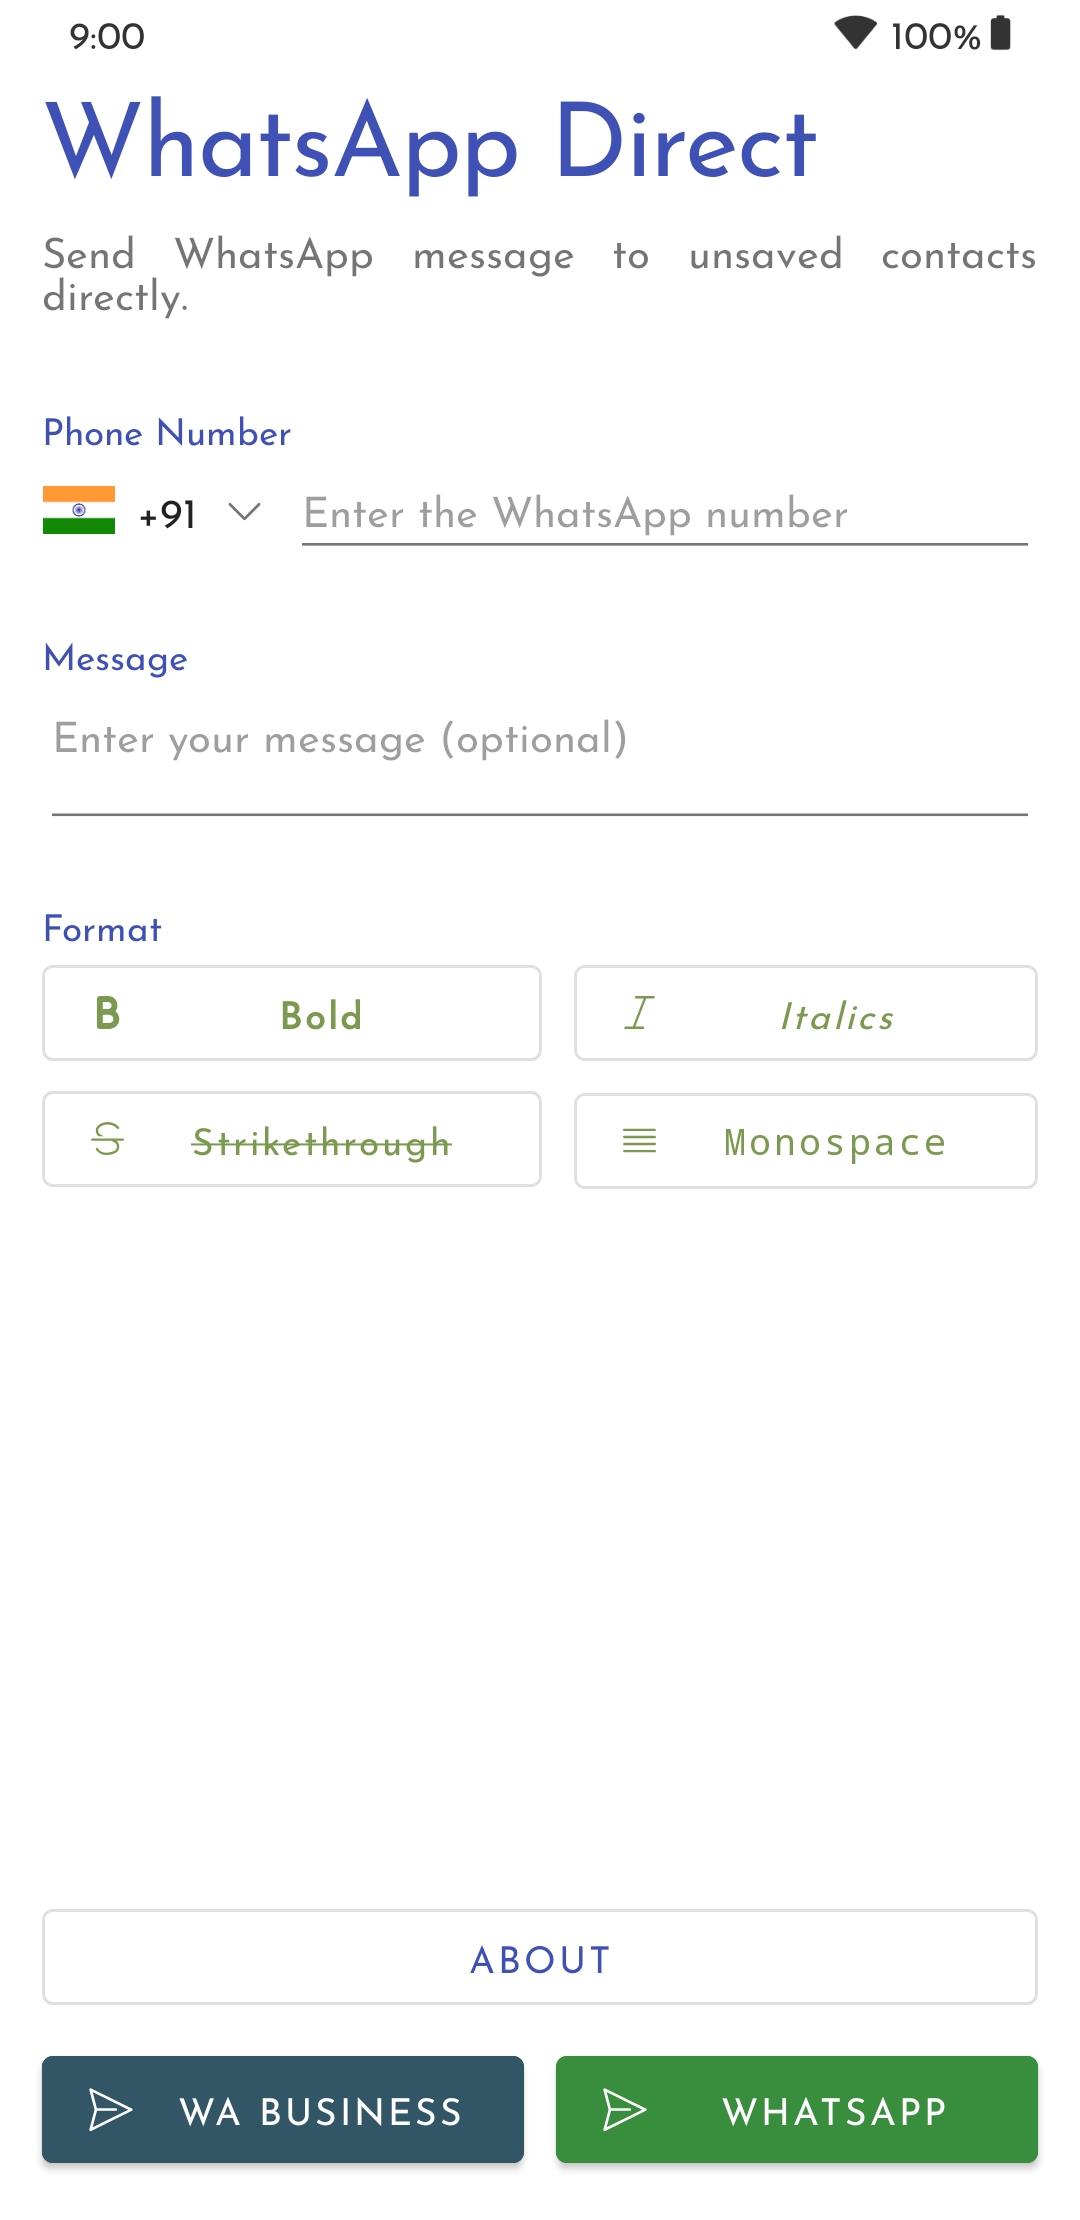 9:00 100%
WhatsApp Direct
Send WhatsApp message to unsaved contacts
directly.
Phone Number
+91 Enter the WhatsApp number
Message
Enter your message (optional)
Format
B Bold I Italics
S Strikethrough Monospace
ABOUT
WA BUSINESS WHATSAPP